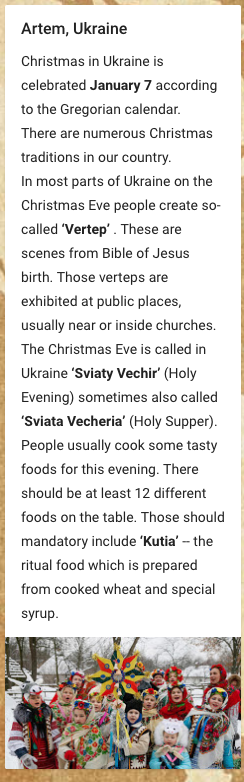 Artem, Ukraine
Christmas in Ukraine is
celebrated January 7 according
to the Gregorian calendar.
There are numerous Christmas
traditions in our country.
In most parts of Ukraine on the
Christmas Eve people create so-
called ‘Vertep’ . These are
scenes from Bible of Jesus
birth. Those verteps are
exhibited at public places,
usually near or inside churches.
The Christmas Eve is called in
Ukraine ‘Sviaty Vechir’ (Holy
Evening) sometimes also called
‘Sviata Vecheria’ (Holy Supper).
People usually cook some tasty
foods for this evening. There
should be at least 12 different
foods on the table. Those should
mandatory include ‘Kutia’ -- the
ritual food which is prepared
from cooked wheat and special
syrup.